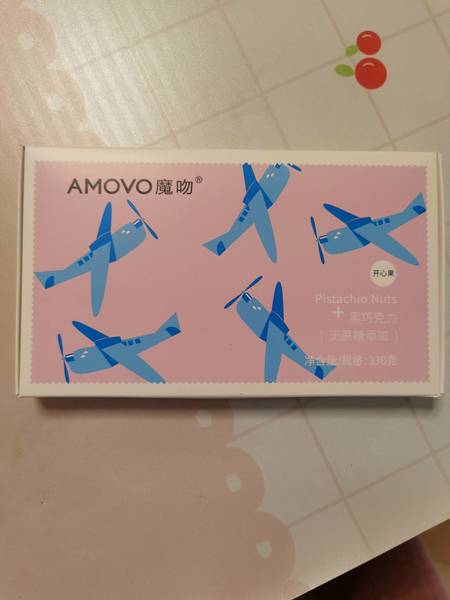 AMOVO魔吻®
开心果
Pistachio Nuts
+
黑巧克力
[ 无蔗糖添加 ]
净含量/规格: 330克